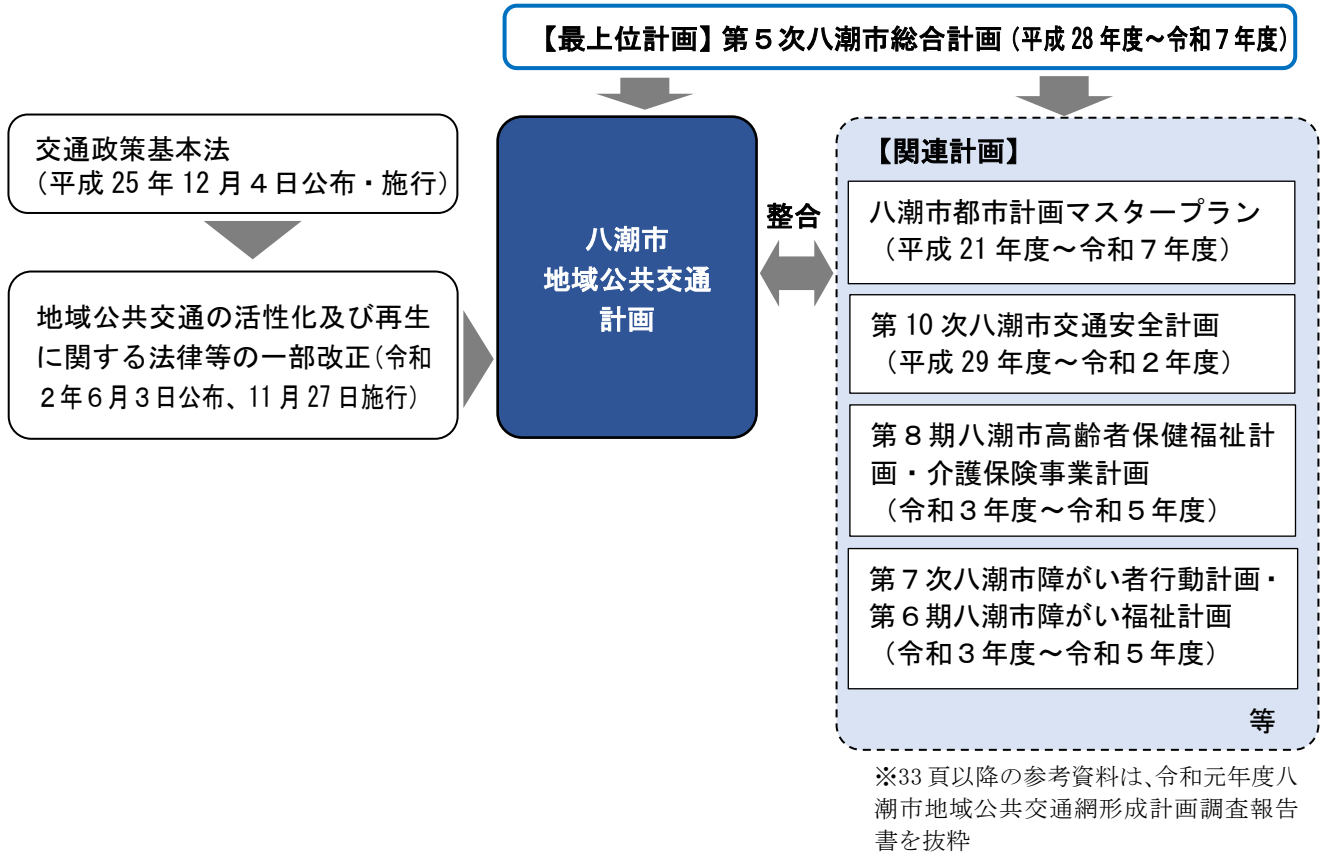 【最上位計画】第５次八潮市総合計画（平成28年度～令和７年度）
交通政策基本法
（平成25年12月４日公布・施行）
地域公共交通の活性化及び再生
に関する法律等の一部改正（令和
２年６月３日公布、11月27日施行）
八潮市
地域公共交通
計画
整合
【関連計画】
八潮市都市計画マスタープラン
（平成21年度～令和７年度）
第10次八潮市交通安全計画
（平成29年度～令和２年度）
第８期八潮市高齢者保健福祉計
画・介護保険事業計画
（令和３年度～令和５年度）
第７次八潮市障がい者行動計画・
第６期八潮市障がい福祉計画
（令和３年度～令和５年度）
等
※33頁以降の参考資料は、令和元年度八
潮市地域公共交通網形成計画調査報告
書を抜粋